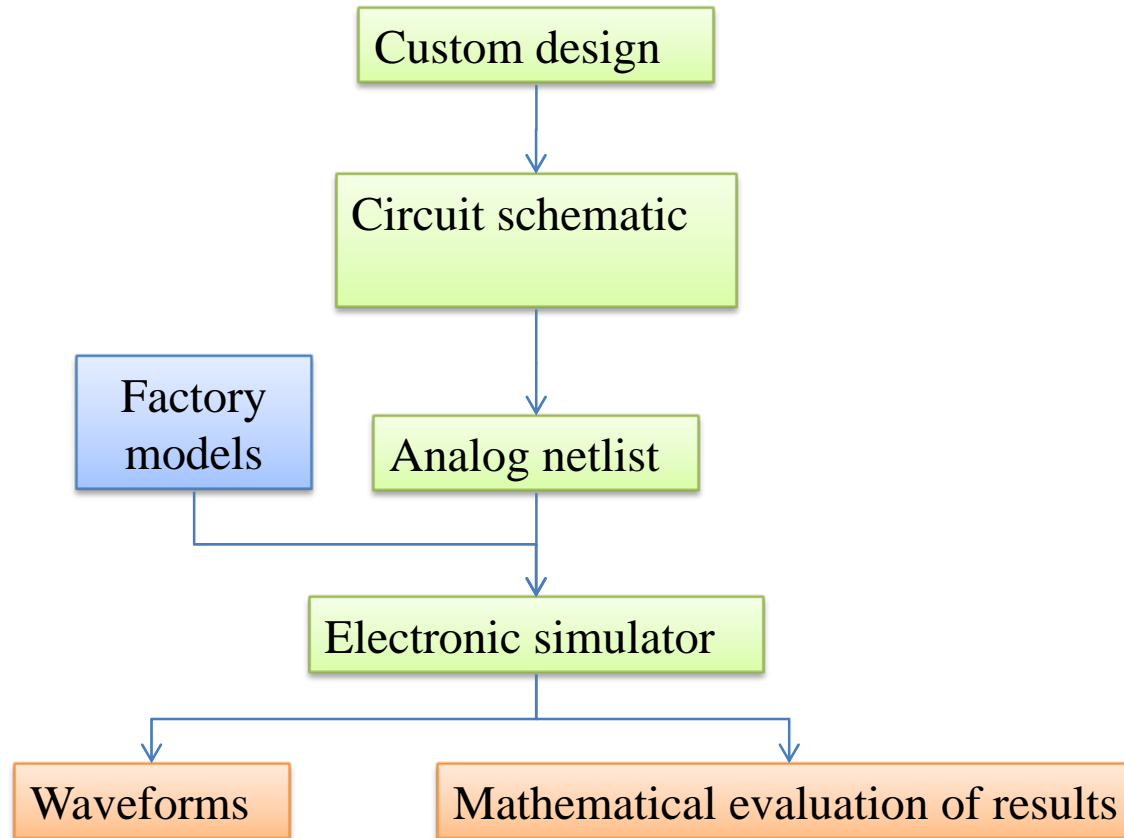 Custom design
Circuit schematic
Factory
models
Analog netlist
Electronic simulator
Waveforms
Mathematical evaluation of results